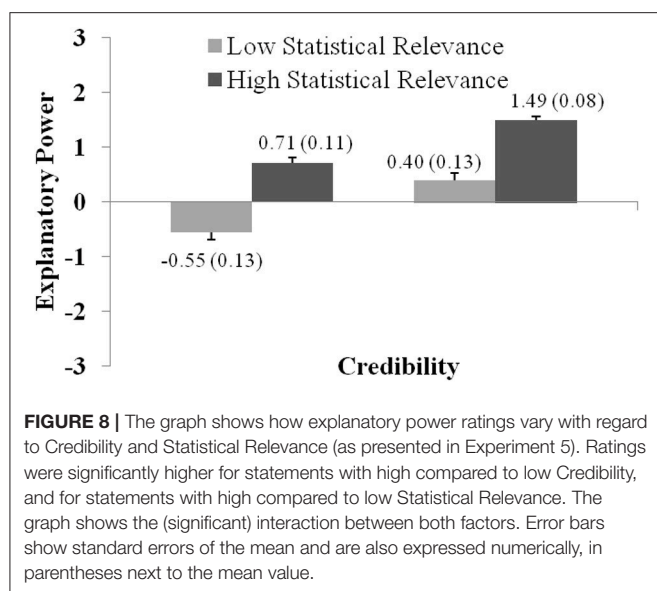 3
Low Statistical Relevance
High Statistical Relevance
2
1.49 (0.08)
0.71 (0.11)
1
0.40 (0.13)
0
-0.55 (0.13)
-1
-2
-3
Explanatory Power
Credibility
FIGURE 8 | The graph shows how explanatory power ratings vary with regard
to Credibility and Statistical Relevance (as presented in Experiment 5). Ratings
were significantly higher for statements with high compared to low Credibility,
and for statements with high compared to low Statistical Relevance. The
graph shows the (significant) interaction between both factors. Error bars
show standard errors of the mean and are also expressed numerically, in
parentheses next to the mean value.